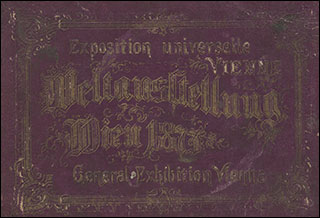 Exposition universelle
VIENNE
Weltausstellung
Wien 1873
General Exhibition Vienna